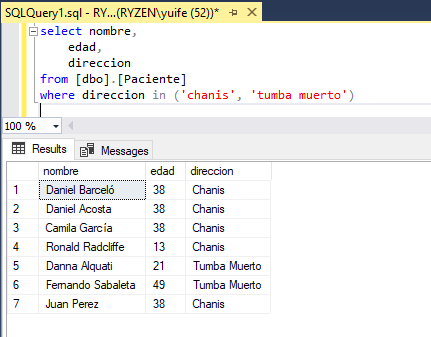 SQLQuery1.sql - RY...(RYZEN\yuife (52))*
select nombre,
edad,
direccion
from [dbo].[Paciente]
where direccion in ('chanis', 'tumba muerto')
100 %
Results Messages
nombre edad direccion
1 Daniel Barceló 38 Chanis
2 Daniel Acosta 38 Chanis
3 Camila García 38 Chanis
4 Ronald Radcliffe 13 Chanis
5 Danna Alquati 21 Tumba Muerto
6 Fernando Sabaleta 49 Tumba Muerto
7 Juan Perez 38 Chanis